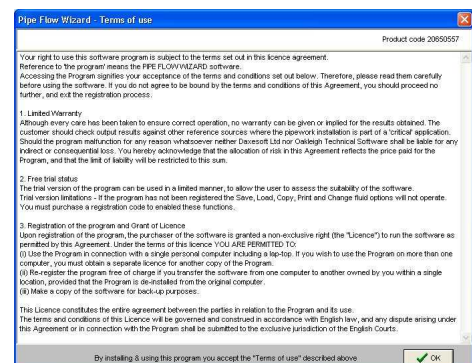 Pipe Flow Wizard - Terms of use
Product code 20650557
Your right to use this software program is subject to the terms set out in this licence agreement.
Reference to 'the program' means the PIPE FLOW WIZARD software.
Accessing the Program signifies your acceptance of the terms and conditions set out below. Therefore, please read them carefully
before using the software. If you do not agree to be bound by the terms and conditions of this Agreement, you should proceed no
further, and exit the registration process.
1. Limited Warranty
Although every care has been taken to ensure correct operation, no warranty can be given or implied for the results obtained. The
customer should check output results against other reference sources where the pipework installation is part of a 'critical' application.
Should the program malfunction for any reason whatsoever neither Daxesoft Ltd nor Oakleigh Technical Software shall be liable for any
indirect or consequential loss. You hereby acknowledge that the allocation of risk in this Agreement reflects the price paid for the
Program, and that the limit of liability will be restricted to this sum.
2. Free trial status
The trial version of the program can be used in a limited manner, to allow the user to assess the suitability of the software.
Trial version limitations - If the program has not been registered the Save, Load, Copy, Print and Change fluid options will not operate.
You must purchase a registration code to enable these functions.
3. Registration of the program and Grant of Licence
Upon registration of the program, the purchaser of the software is granted a non-exclusive right (the "Licence") to run the software as
permitted by this Agreement. Under the terms of this licence YOU ARE PERMITTED TO:
(i) Use the Program in connection with a single personal computer including a lap-top. If you wish to use the Program on more than one
computer, you must obtain a separate licence for another copy of the Program.
(ii) Re-register the program free of charge if you transfer the software from one computer to another owned by you within a single
location, provided that the Program is de-installed from the original computer.
(iii) Make a copy of the software for back-up purposes.
This Licence constitutes the entire agreement between the parties in relation to the Program and its use.
The terms and conditions of this Licence will be governed and construed in accordance with English law, and any dispute arising under
this Agreement or in connection with the Program shall be submitted to the exclusive jurisdiction of the English Courts.
By installing & using this program you accept the "Terms of use" described above
OK